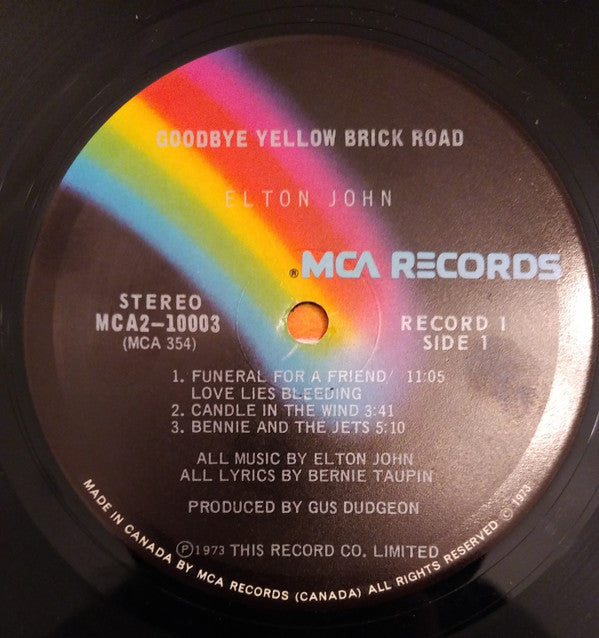 GOODBYE YELLOW BRICK ROAD
ELTON JOHN
® MCA RECORDS
STEREO
MCA2-10003
(MCA 354)
RECORD 1
SIDE 1
1. FUNERAL FOR A FRIEND/ 11:05
LOVE LIES BLEEDING
2. CANDLE IN THE WIND 3:41
3. BENNIE AND THE JETS 5:10
ALL MUSIC BY ELTON JOHN
ALL LYRICS BY BERNIE TAUPIN
PRODUCED BY GUS DUDGEON
℗ 1973 THIS RECORD CO. LIMITED
MADE IN CANADA BY MCA RECORDS (CANADA) ALL RIGHTS RESERVED © 1973